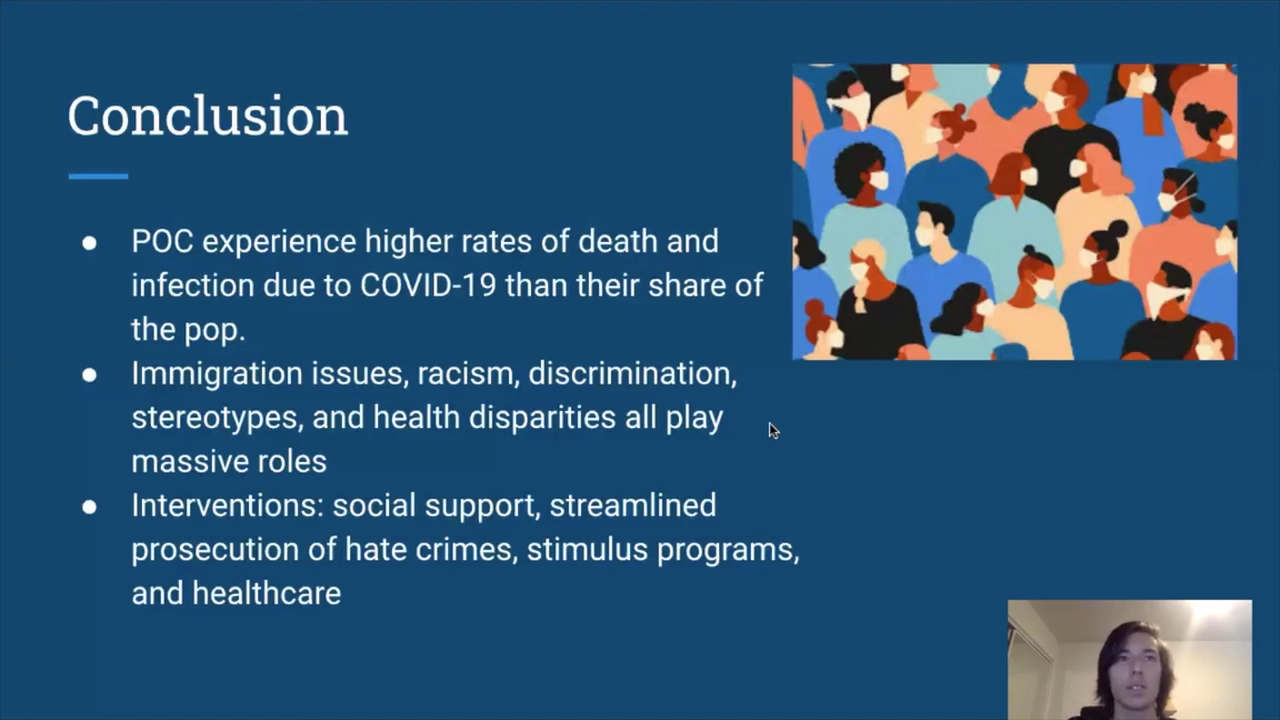 Conclusion
● POC experience higher rates of death and
infection due to COVID-19 than their share of
the pop.
● Immigration issues, racism, discrimination,
stereotypes, and health disparities all play
massive roles
● Interventions: social support, streamlined
prosecution of hate crimes, stimulus programs,
and healthcare